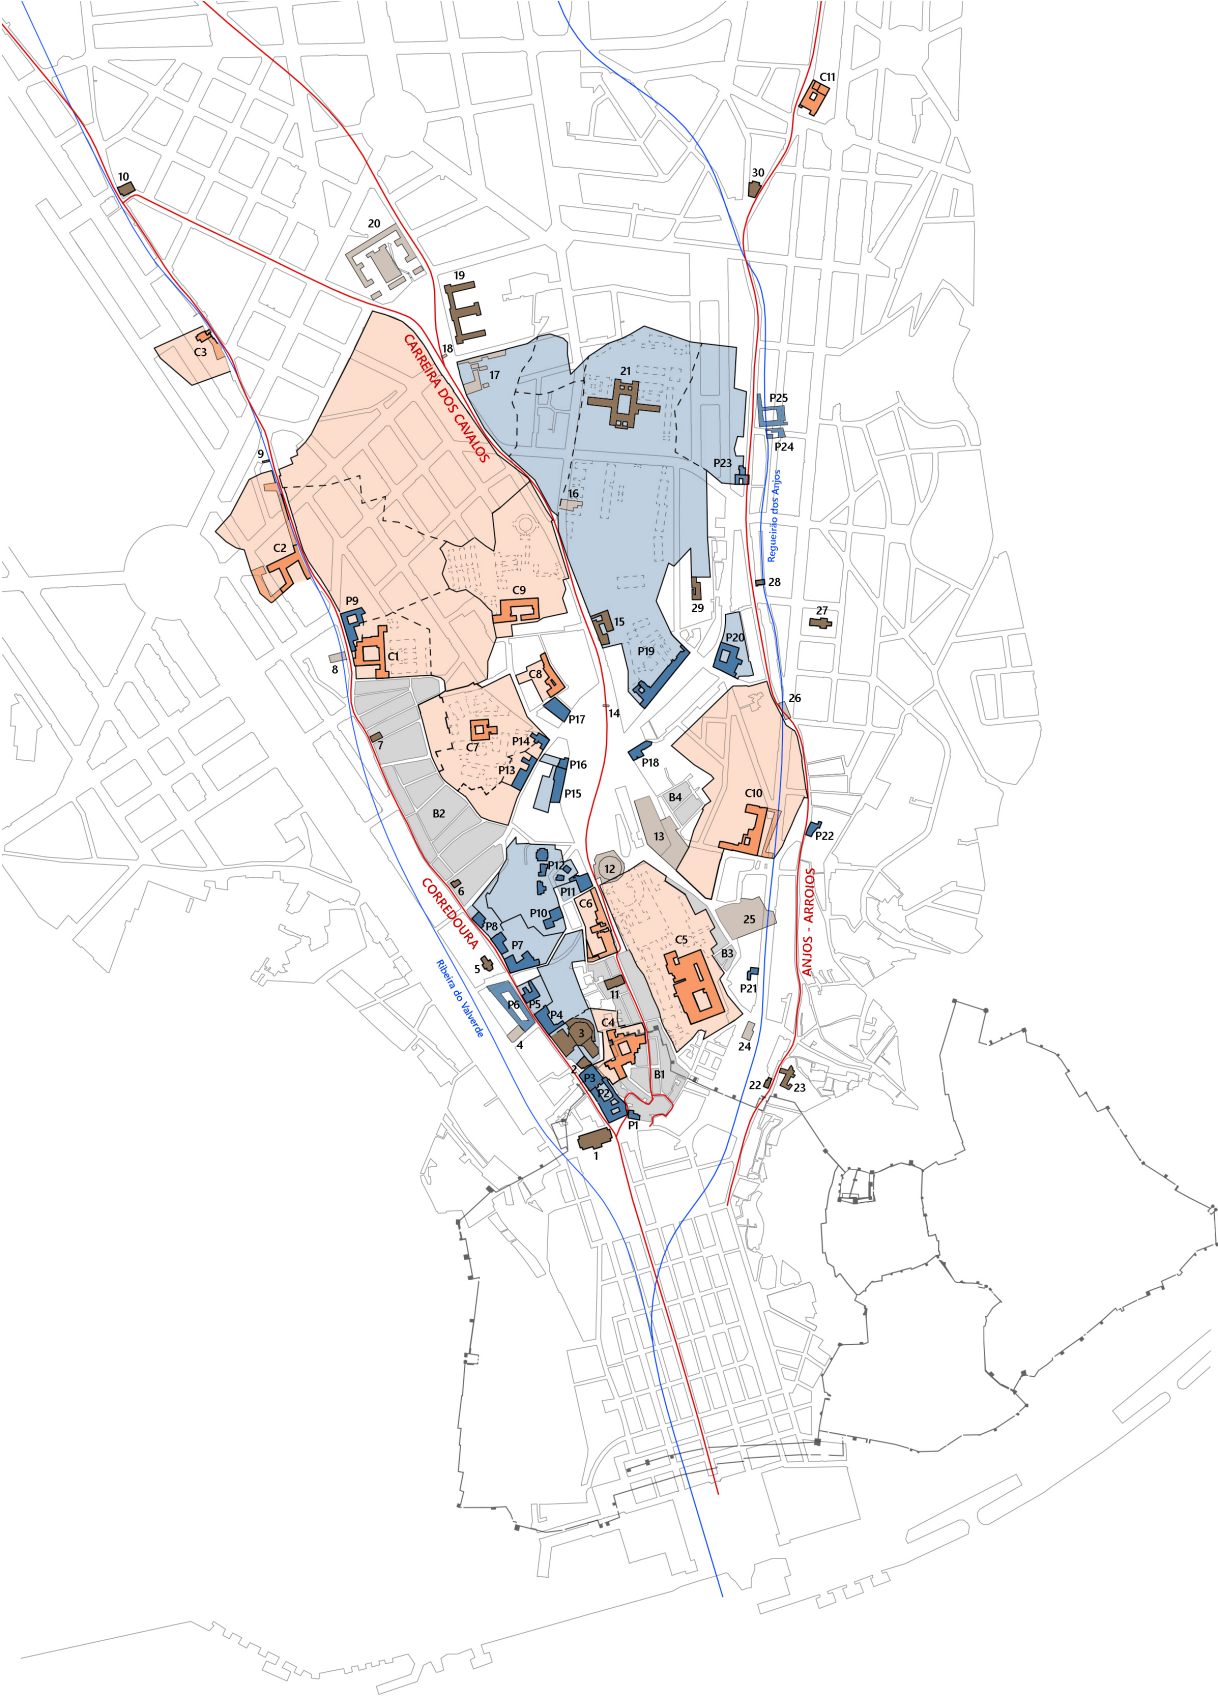 C11
10
30
20
19
C3
18
CARREIRA DOS CAVALOS
17
21
P25
P24
9
P23
16
Regueirão dos Anjos
C2
28
P9
C9
29
27
15
P20
8
C1
P19
C8
26
P17
14
7
C7
P14
P18
P13
P16
P15
B4
C10
B2
13
P22
P12
12
6
P11
CORREDOURA
C6
ANJOS - ARROIOS
P10
25
P8
P7
C5
B3
5
P21
Ribeira do Valverde
11
P6
P5
P4
C4
3
24
4
2
P3
B1
P2
22
23
P1
1